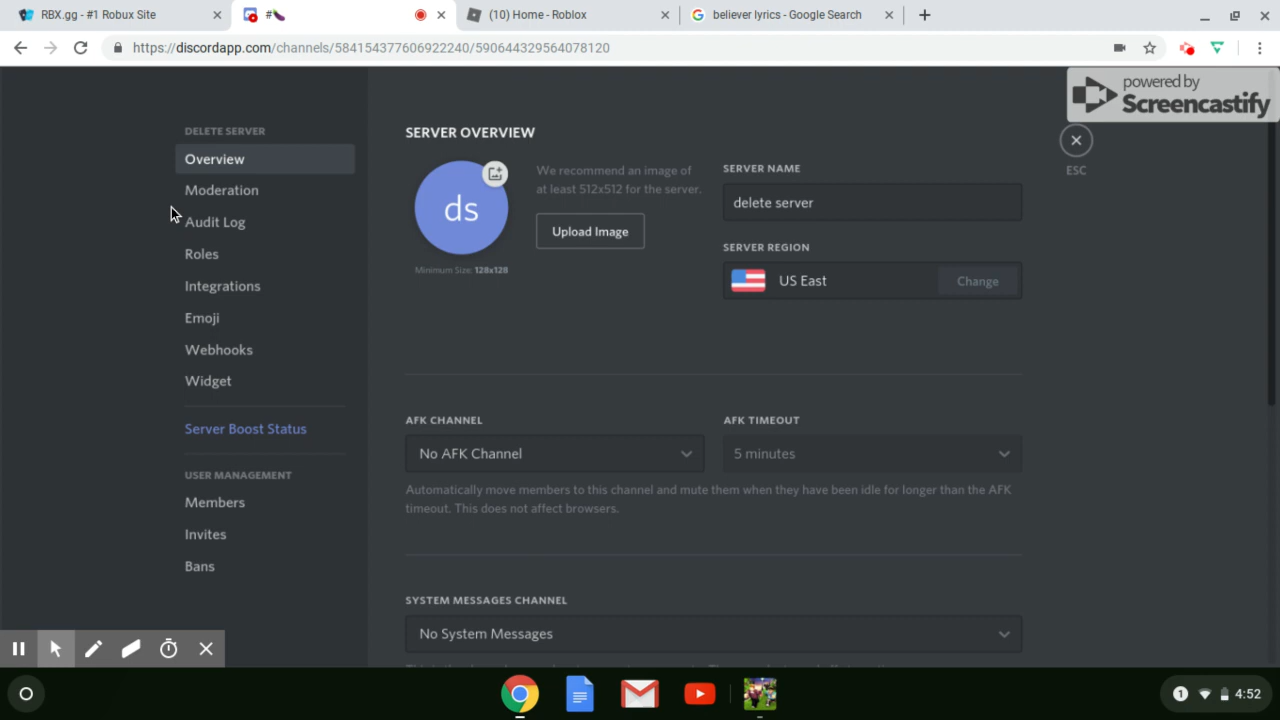 RBX.gg - #1 Robux Site
#🍆
(10) Home - Roblox
believer lyrics - Google Search
https://discordapp.com/channels/584154377606922240/590644329564078120
powered by
Screencastify
DELETE SERVER
Overview
Moderation
Audit Log
Roles
Integrations
Emoji
Webhooks
Widget
Server Boost Status
USER MANAGEMENT
Members
Invites
Bans
SERVER OVERVIEW
ds
Minimum Size: 128x128
We recommend an image of
at least 512x512 for the server.
Upload Image
SERVER NAME
delete server
SERVER REGION
US East
Change
ESC
AFK CHANNEL
No AFK Channel
AFK TIMEOUT
5 minutes
Automatically move members to this channel and mute them when they have been idle for longer than the AFK
timeout. This does not affect browsers.
SYSTEM MESSAGES CHANNEL
No System Messages
1
4:52